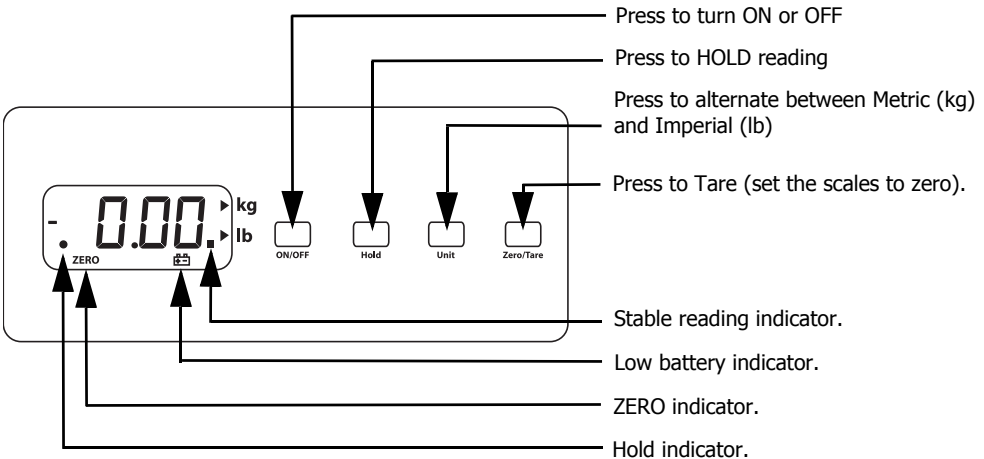 Press to turn ON or OFF
Press to HOLD reading
Press to alternate between Metric (kg)
and Imperial (lb)
Press to Tare (set the scales to zero).
- 0.00. kg
lb
ZERO
ON/OFF
Hold
Unit
Zero/Tare
Stable reading indicator.
Low battery indicator.
ZERO indicator.
Hold indicator.